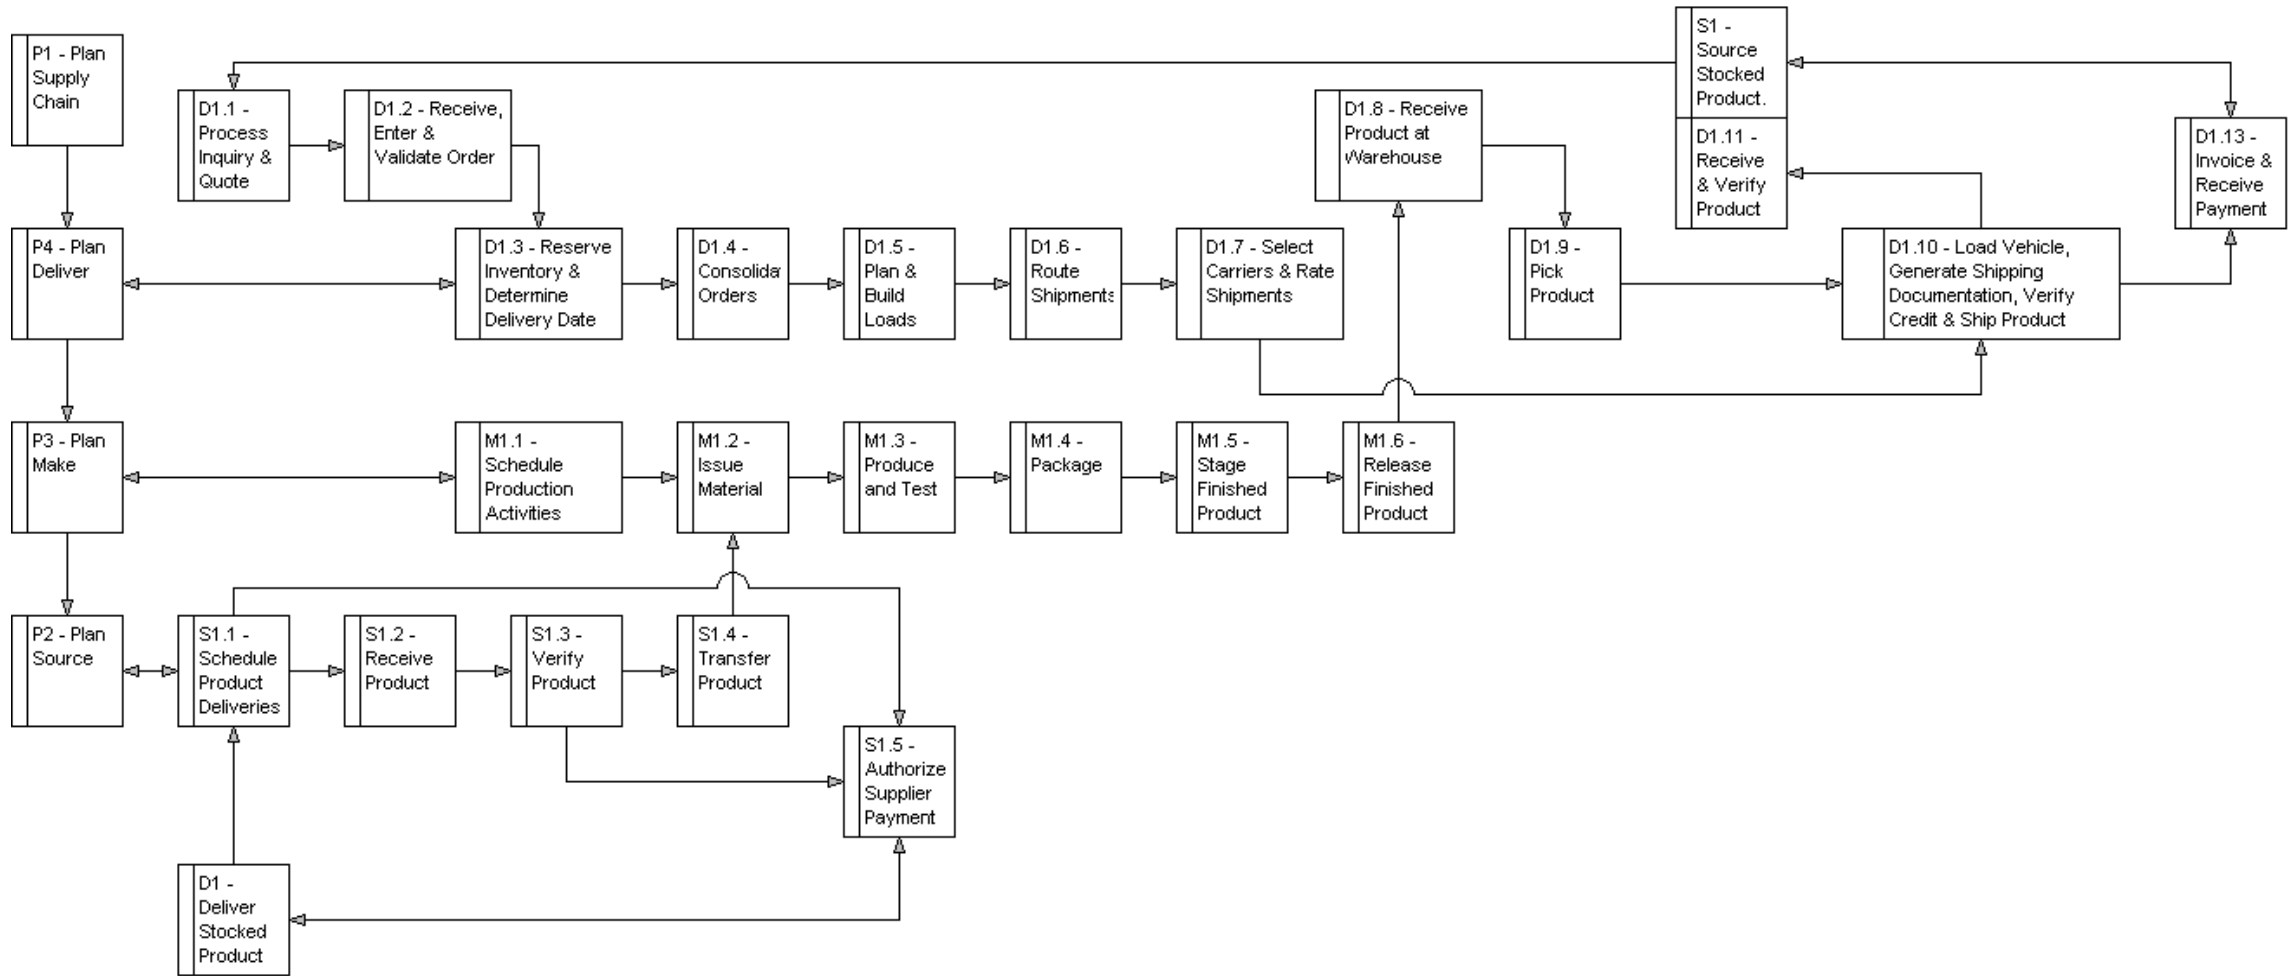 P1 - Plan
Supply
Chain
D1.1 -
Process
Inquiry &
Quote
D1.2 - Receive,
Enter &
Validate Order
D1.8 - Receive
Product at
Warehouse
S1 -
Source
Stocked
Product.
D1.11 -
Receive
& Verify
Product
D1.13 -
Invoice &
Receive
Payment
P4 - Plan
Deliver
D1.3 - Reserve
Inventory &
Determine
Delivery Date
D1.4 -
Consolida
Orders
D1.5 -
Plan &
Build
Loads
D1.6 -
Route
Shipments
D1.7 - Select
Carriers & Rate
Shipments
D1.9 -
Pick
Product
D1.10 - Load Vehicle,
Generate Shipping
Documentation, Verify
Credit & Ship Product
P3 - Plan
Make
M1.1 -
Schedule
Production
Activities
M1.2 -
Issue
Material
M1.3 -
Produce
and Test
M1.4 -
Package
M1.5 -
Stage
Finished
Product
M1.6 -
Release
Finished
Product
P2 - Plan
Source
S1.1 -
Schedule
Product
Deliveries
S1.2 -
Receive
Product
S1.3 -
Verify
Product
S1.4 -
Transfer
Product
S1.5 -
Authorize
Supplier
Payment
D1 -
Deliver
Stocked
Product